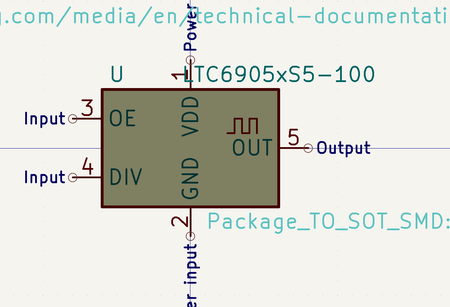 .com/media/en/technical-documentati
Power
U
LTC6905xS5-100
1
Input
3
OE
VDD
OUT
5
Output
Input
4
DIV
GND
2
Package_TO_SOT_SMD:
er input